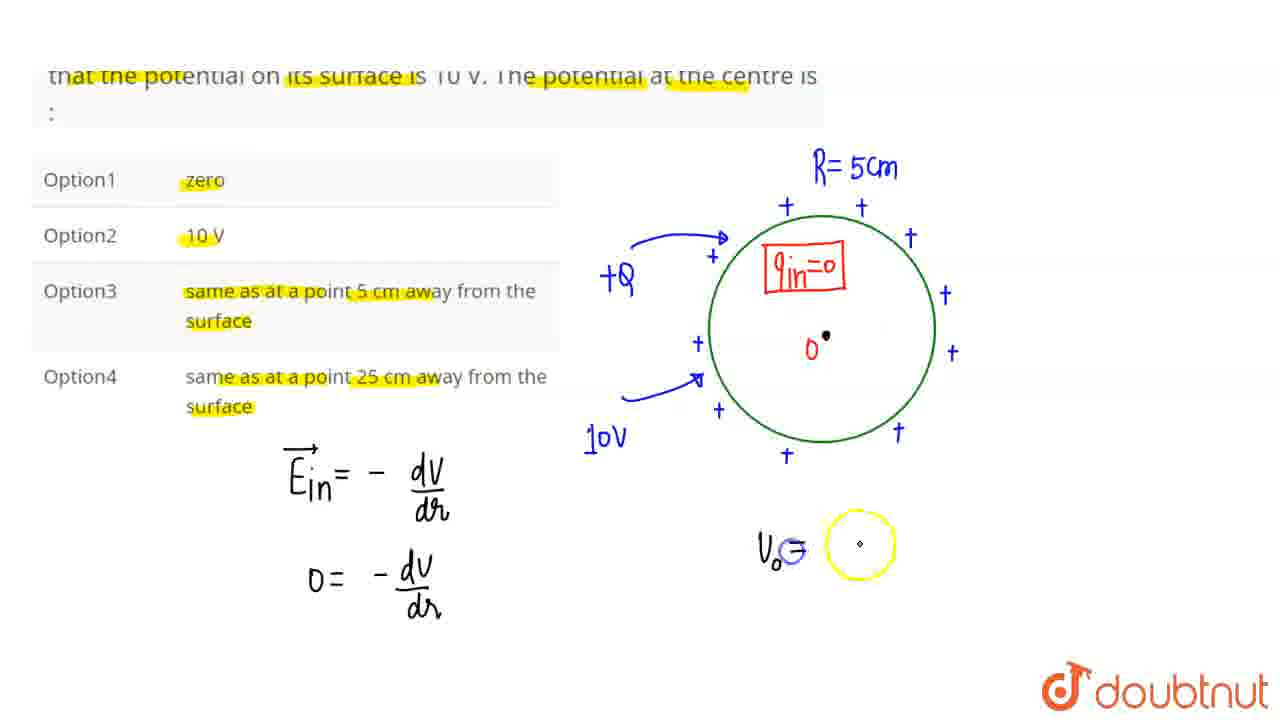 that the potential on its surface is 10 V. The potential at the centre is
:
Option1 zero
Option2 10 V
Option3 same as at a point 5 cm away from the
surface
Option4 same as at a point 25 cm away from the
surface
R= 5cm
+ +
+ +
+Q
qin=0
+
+ +
O
+ +
10V
+ +
Ein = - dV/dr
0 = - dV/dr
V0 =
doubtnut